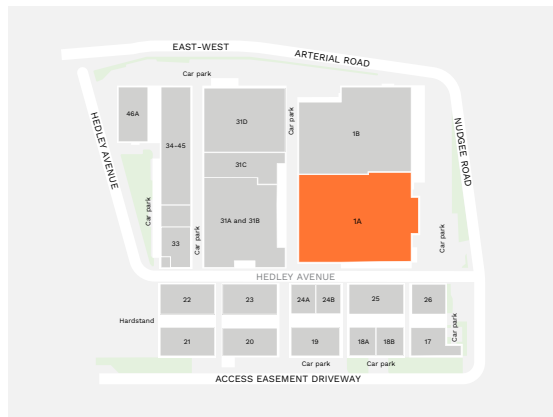 EAST-WEST
ARTERIAL ROAD
Car park
HEDLEY AVENUE
46A
34-45
31D
Car park
1B
NUDGEE ROAD
31C
Car park
31A and 31B
1A
Car park
33
Car park
HEDLEY AVENUE
22
23
24A
24B
25
26
Hardstand
Car park
21
20
19
18A
18B
17
Car park
Car park
ACCESS EASEMENT DRIVEWAY